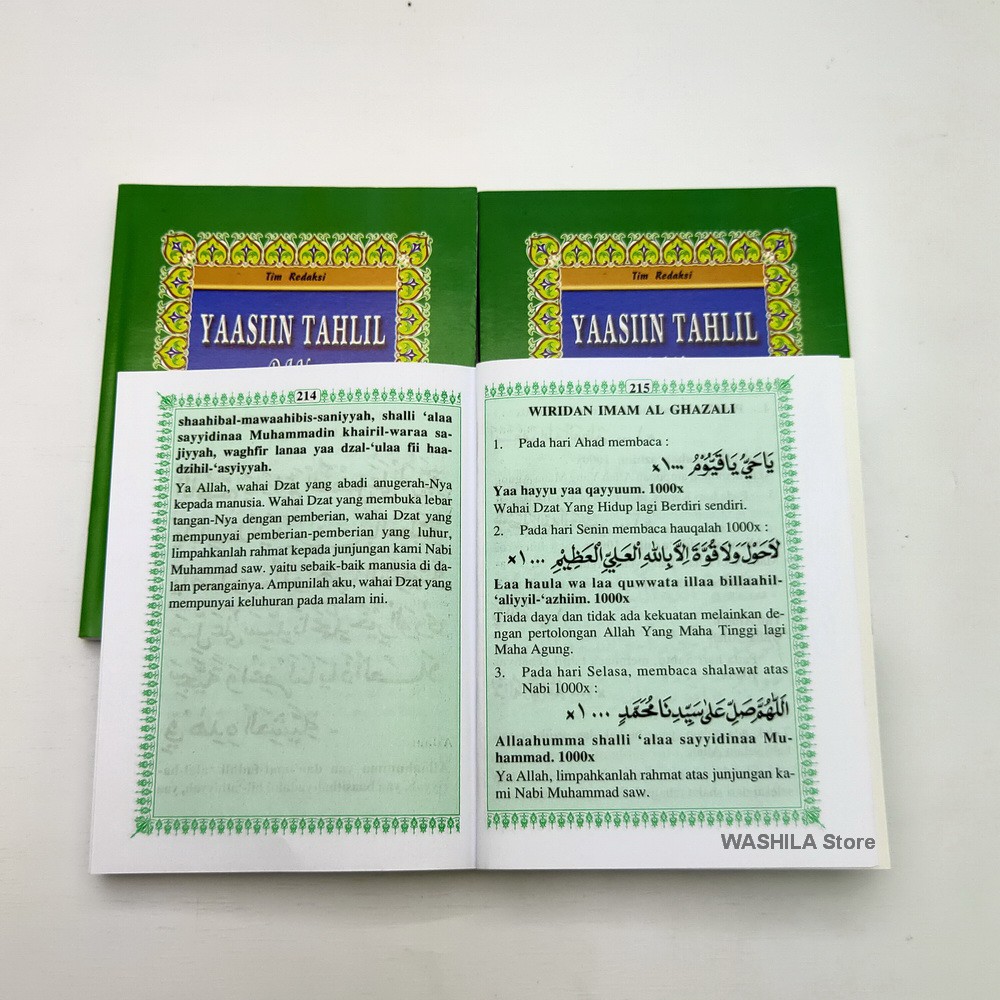 Tim Redaksi
YAASIIN TAHLIL
DAN
Tim Redaksi
YAASIIN TAHLIL
214
shaahibal-mawaahibis-saniyyah, shalli ‘alaa
sayyidinaa Muhammadin khairil-waraa sa-
jiyyah, waghfir lanaa yaa dzal-‘ulaa fii haa-
dzihil-‘asyiyyah.
Ya Allah, wahai Dzat yang abadi anugerah-Nya
kepada manusia. Wahai Dzat yang membuka lebar
tangan-Nya dengan pemberian, wahai Dzat yang
mempunyai pemberian-pemberian yang luhur,
limpahkanlah rahmat kepada junjungan kami Nabi
Muhammad saw. yaitu sebaik-baik manusia di da-
lam perangainya. Ampunilah aku, wahai Dzat yang
mempunyai keluhuran pada malam ini.
215
WIRIDAN IMAM AL GHAZALI
1. Pada hari Ahad membaca :
يَاحَيُّ يَاقَيُّوْمُ ١٠٠٠×
Yaa hayyu yaa qayyuum. 1000x
Wahai Dzat Yang Hidup lagi Berdiri sendiri.
2. Pada hari Senin membaca hauqalah 1000x :
لَاحَوْلَ وَلَا قُوَّةَ اِلَّا بِاللهِ الْعَلِيِّ الْعَظِيْمِ ١٠٠٠×
Laa haula wa laa quwwata illaa billaahil-
‘aliyyil-‘azhiim. 1000x
Tiada daya dan tidak ada kekuatan melainkan de-
ngan pertolongan Allah Yang Maha Tinggi lagi
Maha Agung.
3. Pada hari Selasa, membaca shalawat atas
Nabi 1000x :
اَللّٰهُمَّ صَلِّ عَلَى سَيِّدِنَا مُحَمَّدٍ ١٠٠٠×
Allaahumma shalli ‘alaa sayyidinaa Mu-
hammad. 1000x
Ya Allah, limpahkanlah rahmat atas junjungan ka-
mi Nabi Muhammad saw.
WASHILA Store